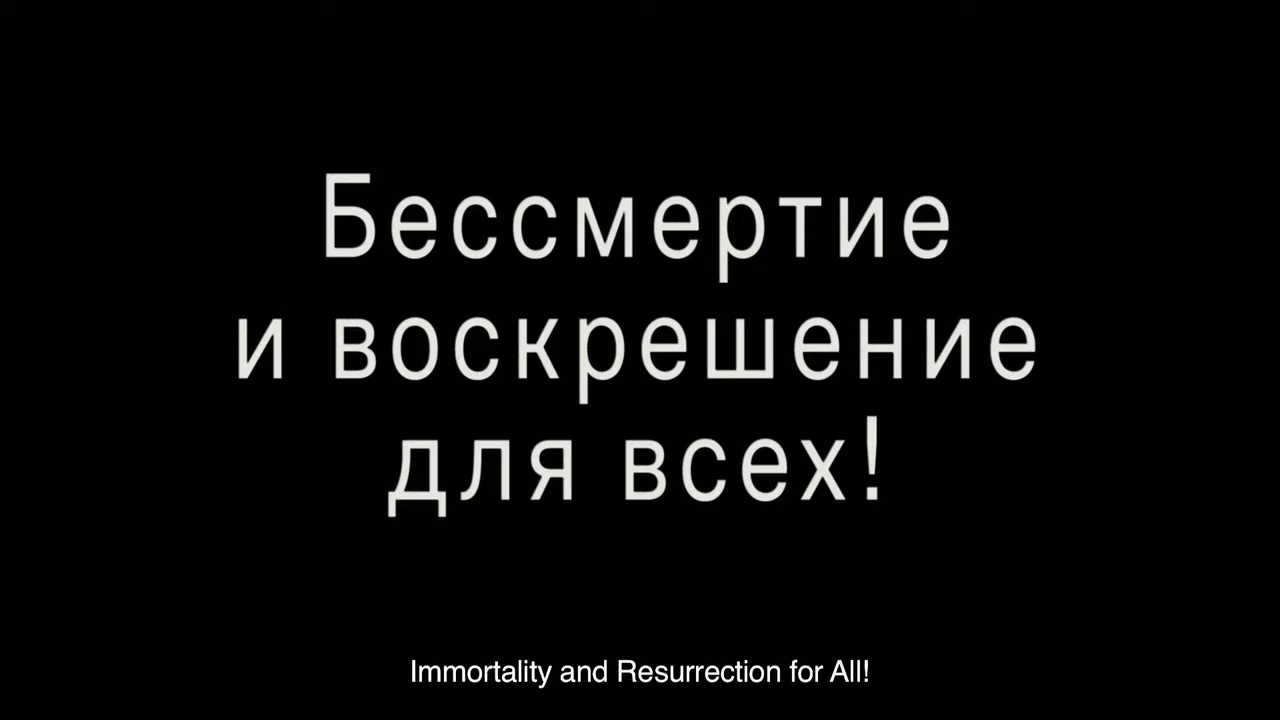 Бессмертие
и воскрешение
для всех!
Immortality and Resurrection for All!